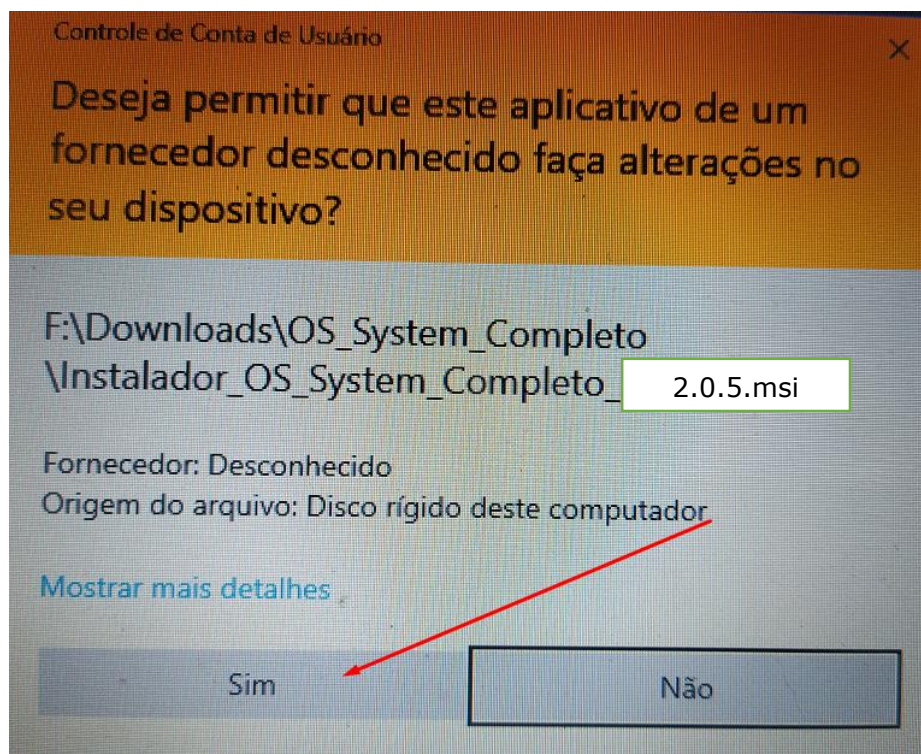 Controle de Conta de Usuário
Deseja permitir que este aplicativo de um
fornecedor desconhecido faça alterações no
seu dispositivo?
F:\Downloads\OS_System_Completo
\Instalador_OS_System_Completo_ 2.0.5.msi
Fornecedor: Desconhecido
Origem do arquivo: Disco rígido deste computador
Mostrar mais detalhes
Sim
Não